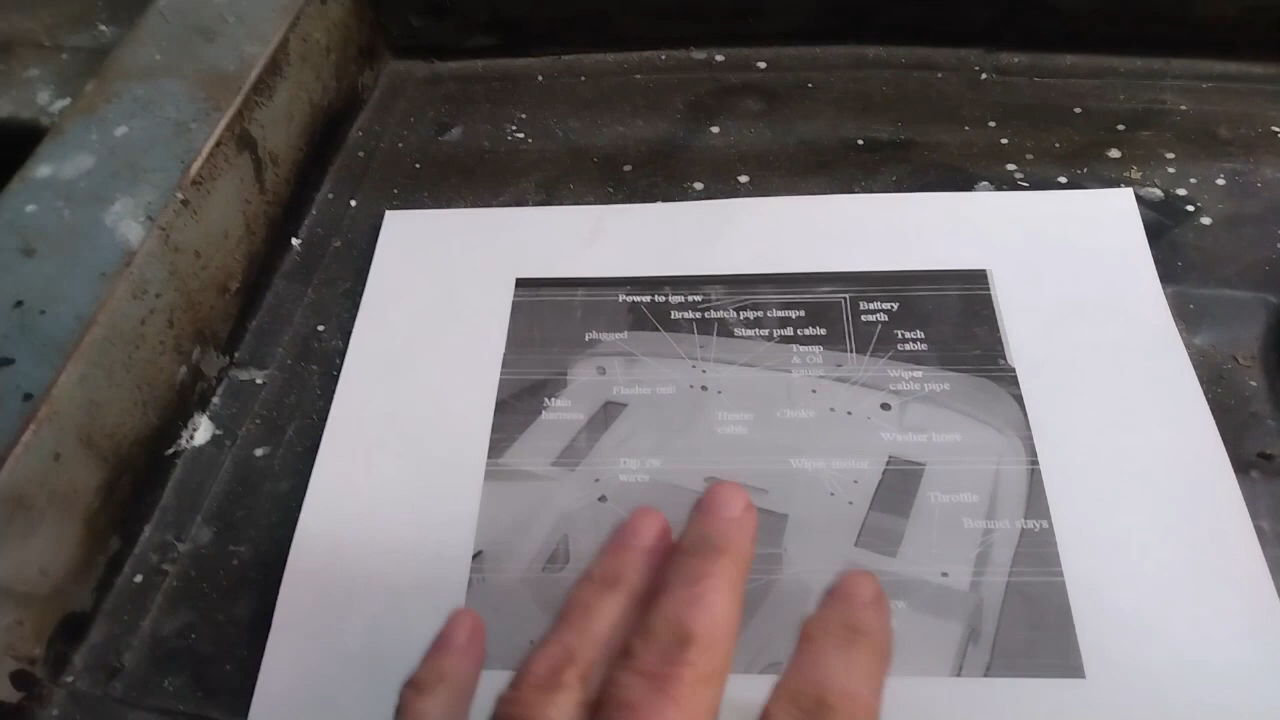 Power to ign sw
Brake clutch pipe clamps
Battery
earth
Starter pull cable
plugged
Tach
cable
Temp
& Oil
gauge
Wiper
cable pipe
Flasher unit
Main
harness
Heater
cable
Choke
Washer hose
Dip sw
wires
Wiper motor
Throttle
Bonnet stays